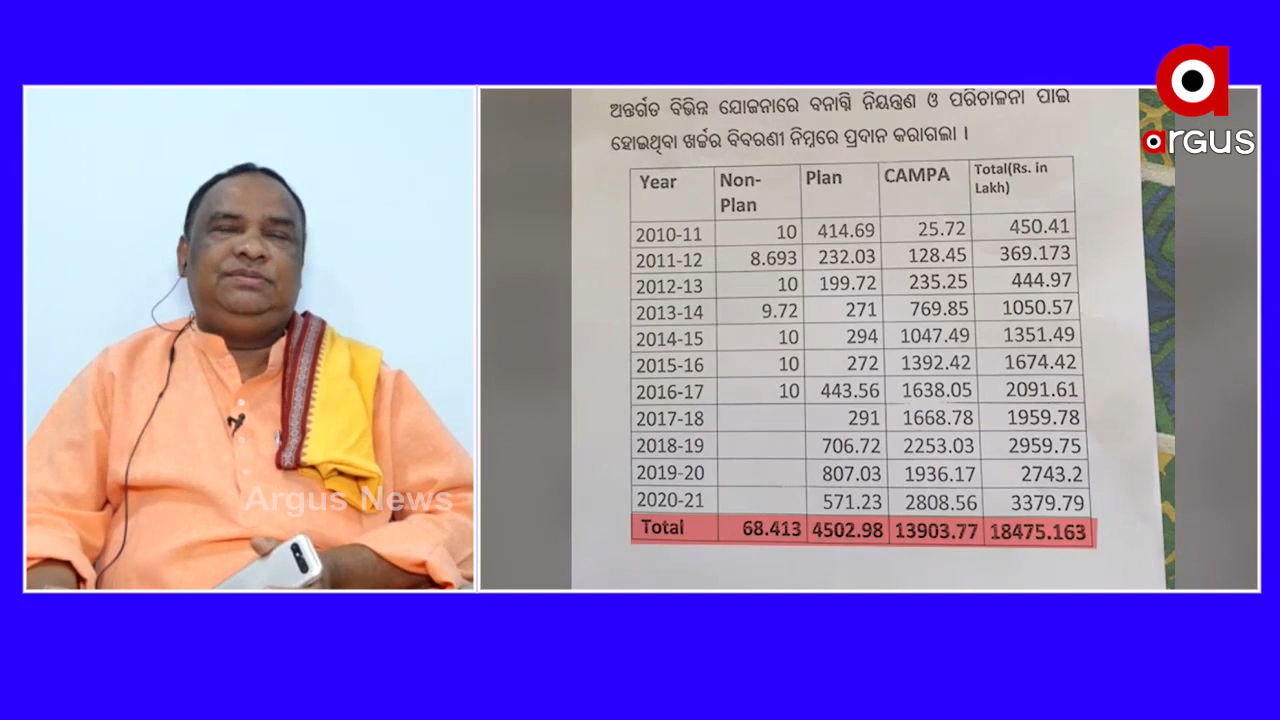 argus
ଅନ୍ତର୍ଗତ ବିଭିନ୍ନ ଯୋଜନାରେ ବନାଗ୍ନି ନିୟନ୍ତ୍ରଣ ଓ ପରିଚାଳନା ପାଇ
ହୋଇଥିବା ଖର୍ଚ୍ଚର ବିବରଣୀ ନିମ୍ନରେ ପ୍ରଦାନ କରାଗଲା ।
Year Non-Plan Plan CAMPA Total(Rs. in Lakh)
2010-11 10 414.69 25.72 450.41
2011-12 8.693 232.03 128.45 369.173
2012-13 10 199.72 235.25 444.97
2013-14 9.72 271 769.85 1050.57
2014-15 10 294 1047.49 1351.49
2015-16 10 272 1392.42 1674.42
2016-17 10 443.56 1638.05 2091.61
2017-18 291 1668.78 1959.78
2018-19 706.72 2253.03 2959.75
2019-20 807.03 1936.17 2743.2
2020-21 571.23 2808.56 3379.79
Total 68.413 4502.98 13903.77 18475.163
Argus News